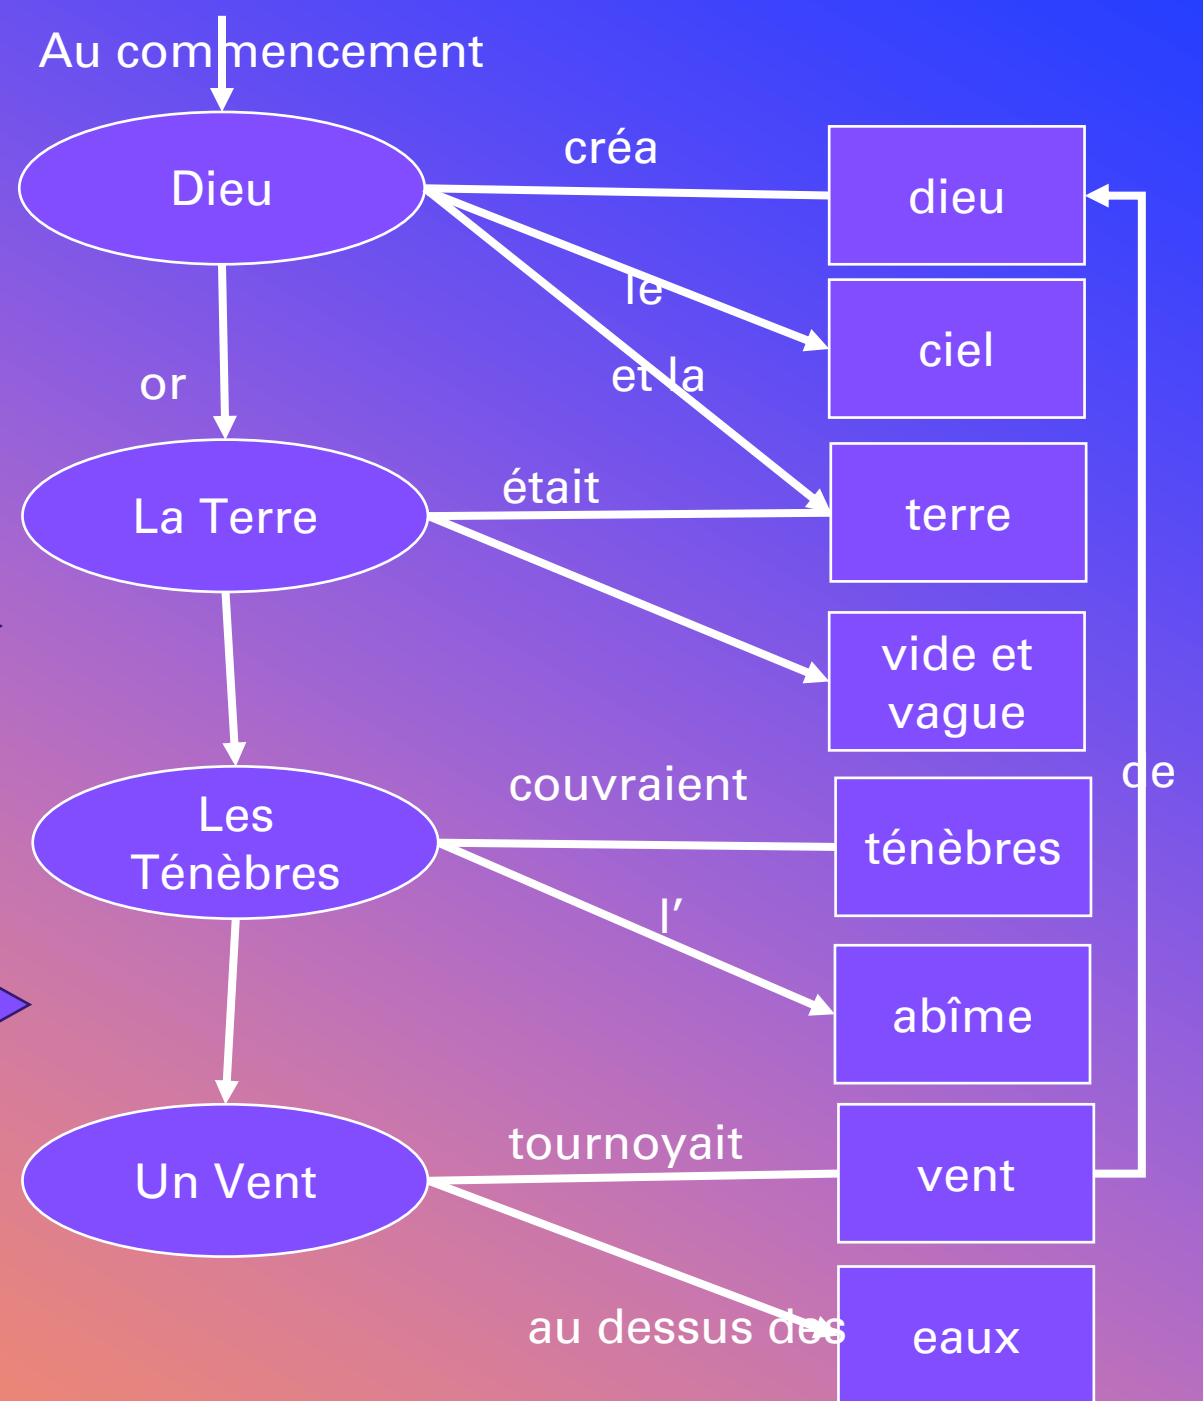 Au commencement
Dieu
créa
dieu
le
ciel
et la
or
La Terre
était
terre
vide et
vague
de
Les
Ténèbres
couvraient
ténèbres
l’
abîme
Un Vent
tournoyait
vent
au dessus des
eaux